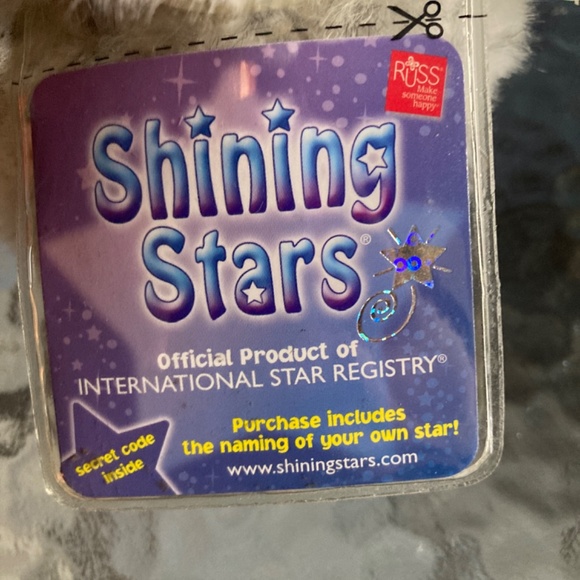 RUSS
Make
someone
happy
Shining
Stars®
Official Product of
INTERNATIONAL STAR REGISTRY®
Purchase includes
the naming of your own star!
www.shiningstars.com
secret code
inside